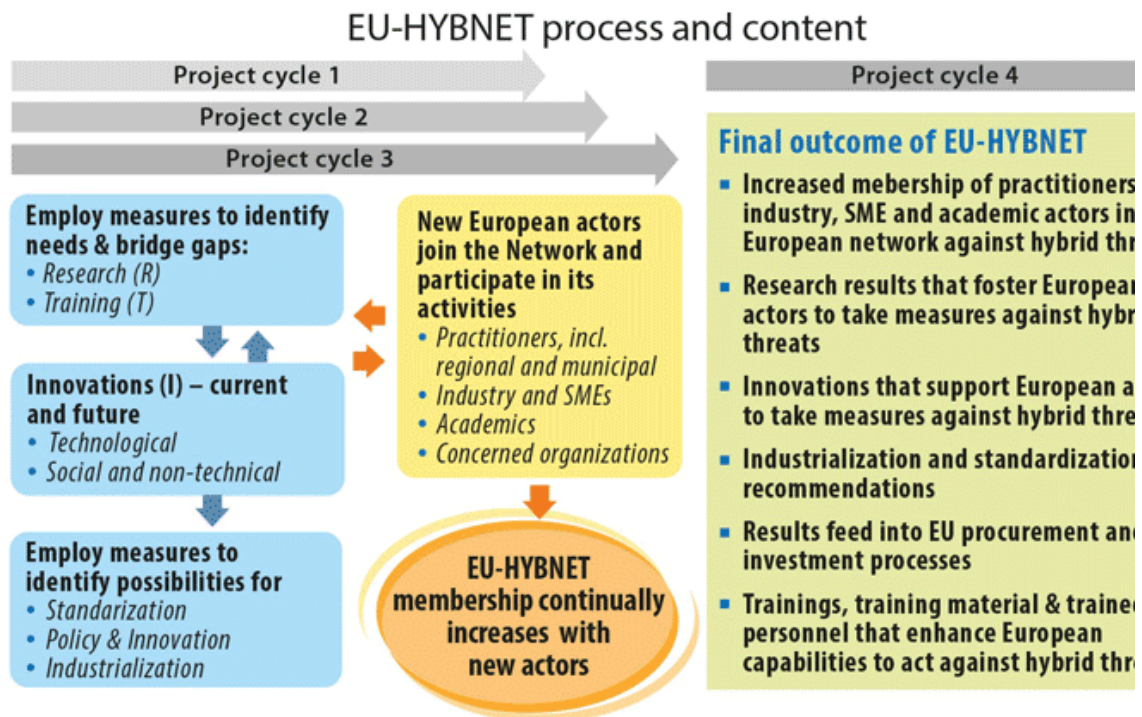 EU-HYBNET process and content
Project cycle 1
Project cycle 2
Project cycle 3
Employ measures to identify
needs & bridge gaps:
• Research (R)
• Training (T)
Innovations (I) – current
and future
• Technological
• Social and non-technical
Employ measures to
identify possibilities for
• Standarization
• Policy & Innovation
• Industrialization
New European actors
join the Network and
participate in its
activities
• Practitioners, incl.
regional and municipal
• Industry and SMEs
• Academics
• Concerned organizations
EU-HYBNET
membership continually
increases with
new actors
Project cycle 4
Final outcome of EU-HYBNET
▪ Increased mebership of practitioners
industry, SME and academic actors in
European network against hybrid thr
▪ Research results that foster European
actors to take measures against hybr
threats
▪ Innovations that support European a
to take measures against hybrid thre
▪ Industrialization and standardization
recommendations
▪ Results feed into EU procurement and
investment processes
▪ Trainings, training material & trained
personnel that enhance European
capabilities to act against hybrid thre